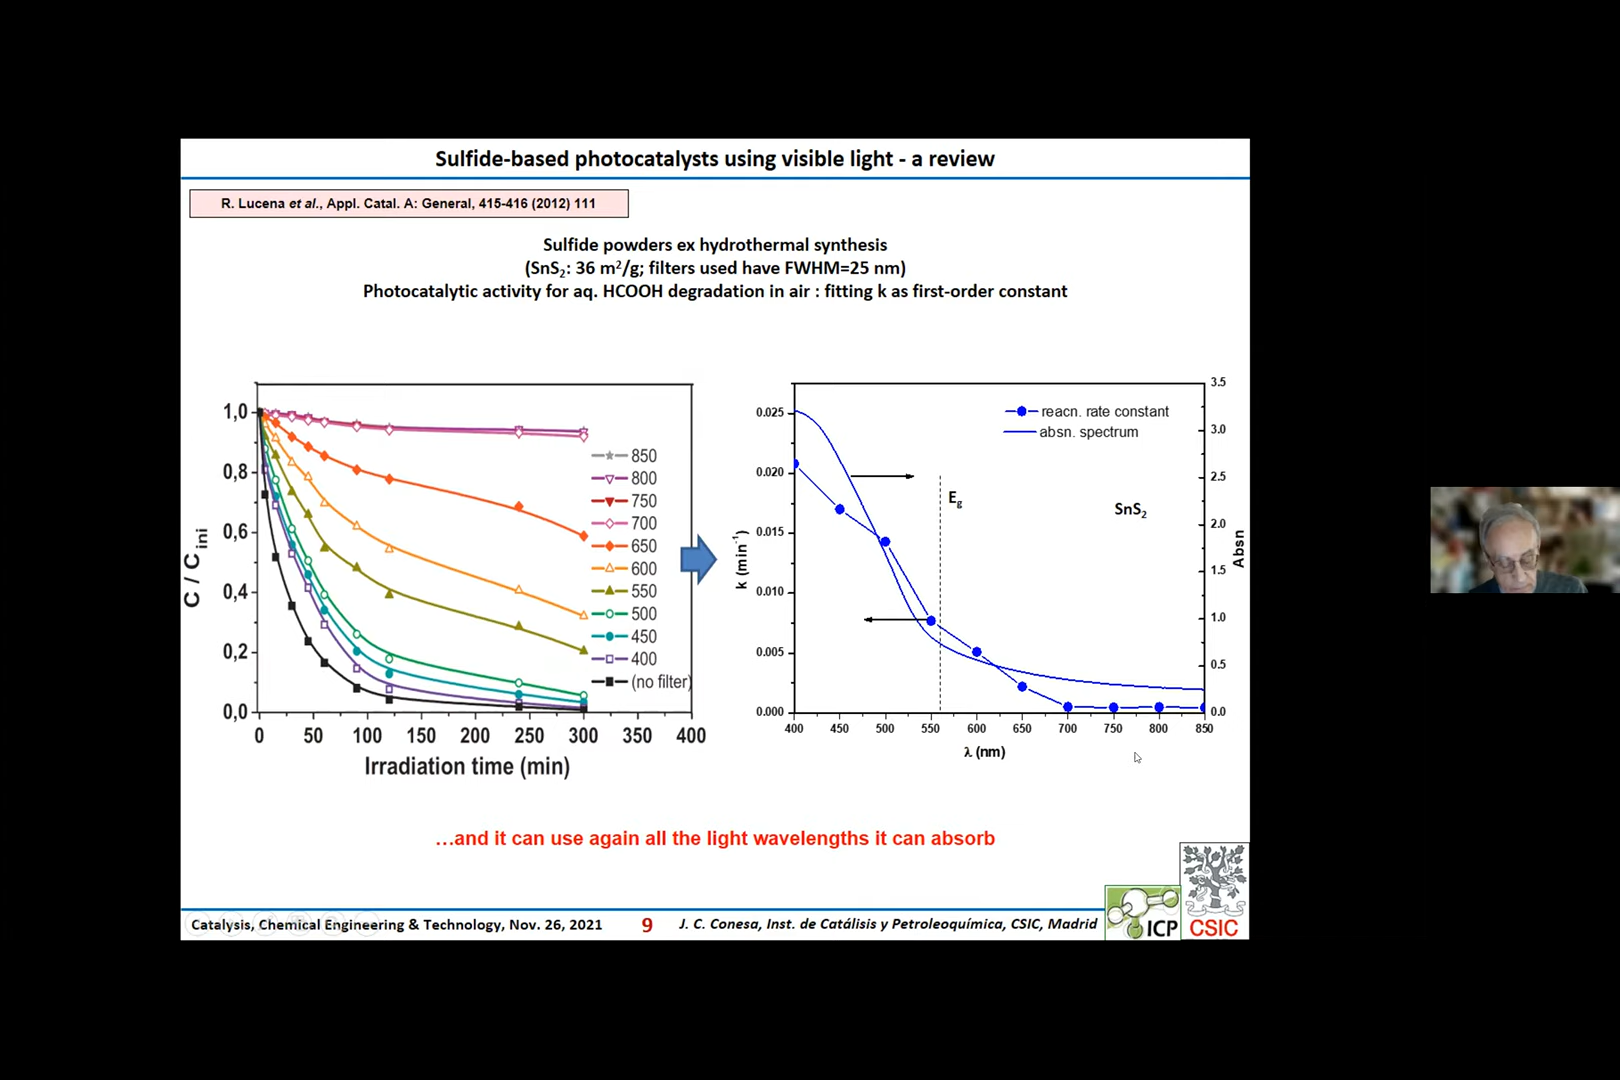 Sulfide-based photocatalysts using visible light - a review
R. Lucena et al., Appl. Catal. A: General, 415-416 (2012) 111
Sulfide powders ex hydrothermal synthesis
(SnS2: 36 m2/g; filters used have FWHM=25 nm)
Photocatalytic activity for aq. HCOOH degradation in air : fitting k as first-order constant
C / Cini
1,0
0,8
0,6
0,4
0,2
0,0
0 50 100 150 200 250 300 350 400
Irradiation time (min)
850
800
750
700
650
600
550
500
450
400
(no filter)
k (min-1)
0.025
0.020
0.015
0.010
0.005
0.000
reacn. rate constant
absn. spectrum
Eg
SnS2
3.5
3.0
2.5
2.0
1.5
1.0
0.5
0.0
Absn
400 450 500 550 600 650 700 750 800 850
λ (nm)
...and it can use again all the light wavelengths it can absorb
Catalysis, Chemical Engineering & Technology, Nov. 26, 2021
9
J. C. Conesa, Inst. de Catálisis y Petroleoquímica, CSIC, Madrid
ICP
CSIC